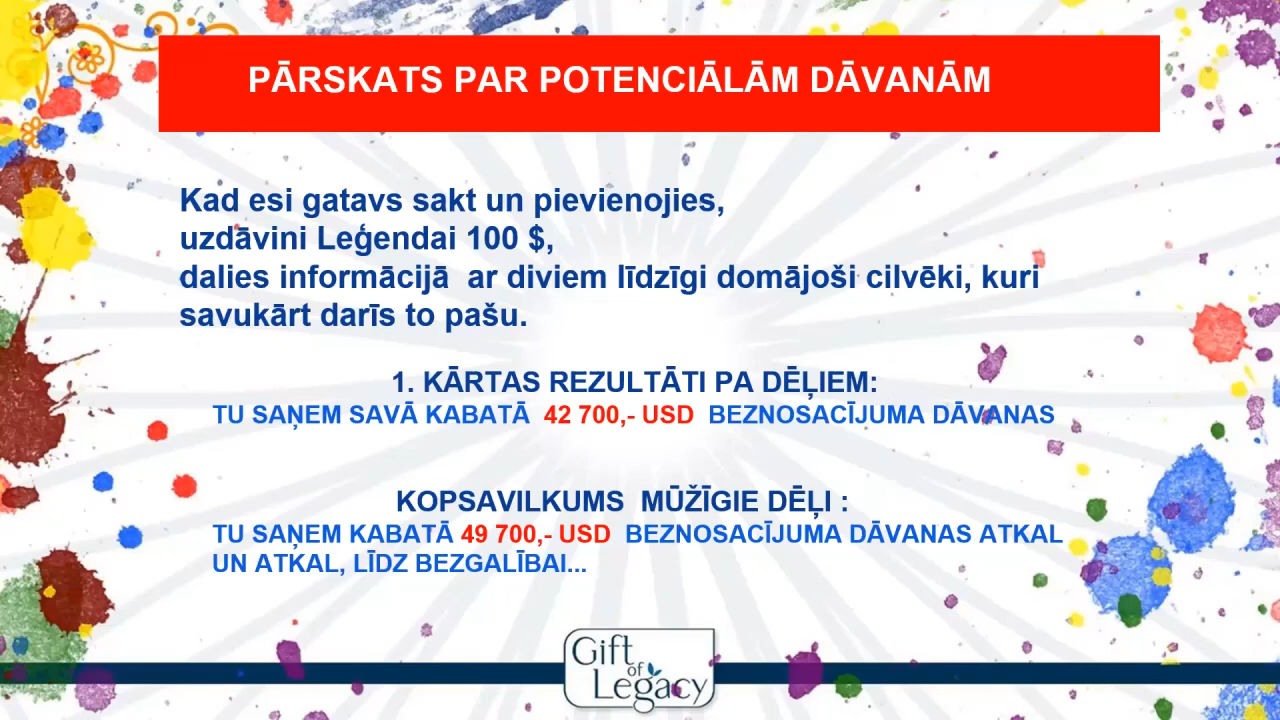 PĀRSKATS PAR POTENCIĀLĀM DĀVANĀM
Kad esi gatavs sakt un pievienojies,
uzdāvini Leģendai 100 $,
dalies informācijā  ar diviem līdzīgi domājoši cilvēki, kuri
savukārt darīs to pašu.
1. KĀRTAS REZULTĀTI PA DĒĻIEM:
TU SAŅEM SAVĀ KABATĀ  42 700,- USD  BEZNOSACĪJUMA DĀVANAS
KOPSAVILKUMS  MŪŽĪGIE DĒĻI :
TU SAŅEM KABATĀ 49 700,- USD  BEZNOSACĪJUMA DĀVANAS ATKAL
UN ATKAL, LĪDZ BEZGALĪBAI...
Gift
of
Legacy